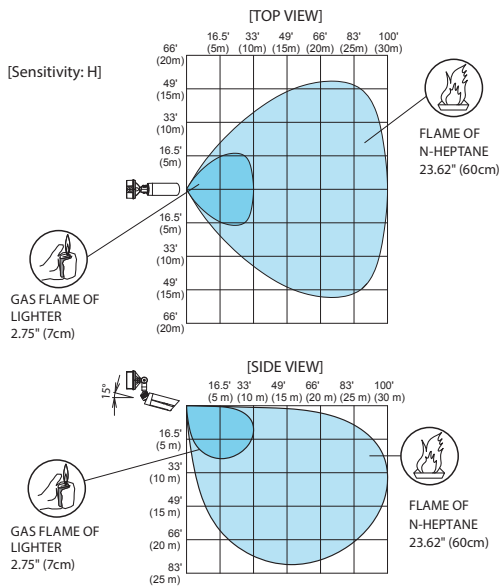 [TOP VIEW]
16.5' 33' 49' 66' 83' 100'
(5m) (10m) (15m) (20m) (25m) (30m)
66'
(20m)
[Sensitivity: H]
49'
(15m)
33'
(10m)
16.5'
(5m)
16.5'
(5m)
33'
(10m)
49'
(15m)
66'
(20m)
FLAME OF
N-HEPTANE
23.62" (60cm)
GAS FLAME OF
LIGHTER
2.75" (7cm)
[SIDE VIEW]
16.5' 33' 49' 66' 83' 100'
(5 m) (10 m) (15 m) (20 m) (25 m) (30 m)
15°
16.5'
(5 m)
33'
(10 m)
49'
(15 m)
66'
(20 m)
83'
(25 m)
GAS FLAME OF
LIGHTER
2.75" (7cm)
FLAME OF
N-HEPTANE
23.62" (60cm)